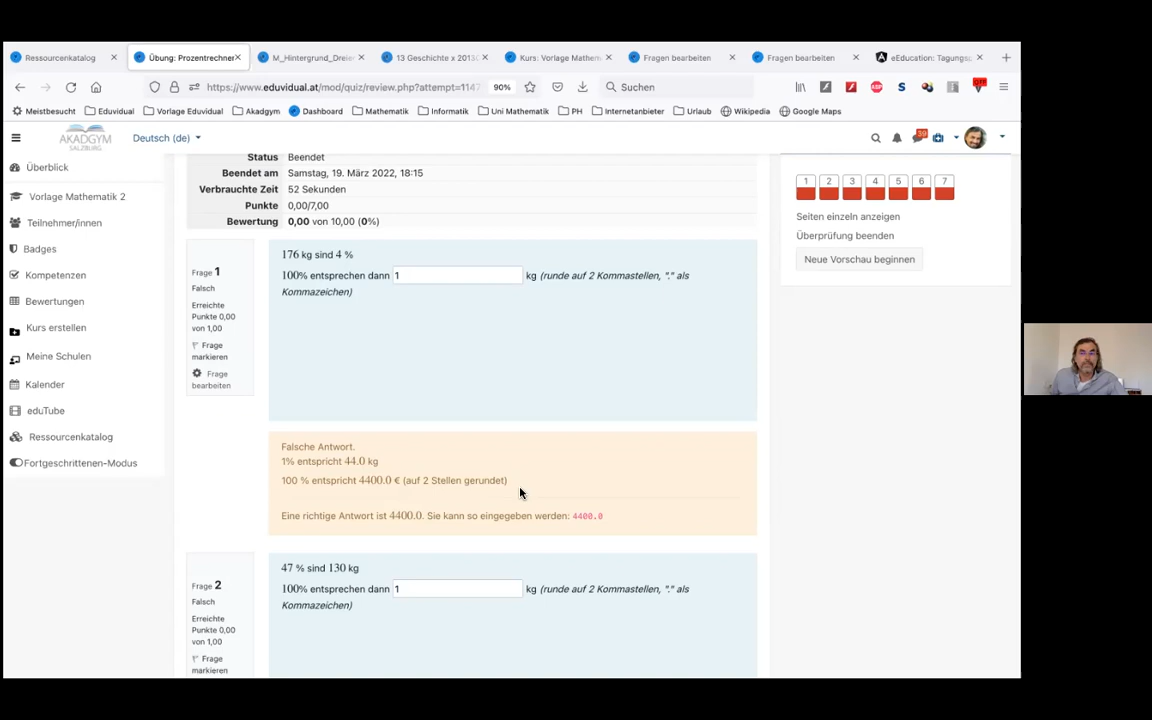 Ressourcenkatalog
Übung: Prozentrechner
M_Hintergrund_Dreie
13 Geschichte x 2013
Kurs: Vorlage Mathem
Fragen bearbeiten
Fragen bearbeiten
eEducation: Tagungs
https://www.eduvidual.at/mod/quiz/review.php?attempt=1147
90%
Suchen
ABP
S
OFF
Meistbesucht
Eduvidual
Vorlage Eduvidual
Akadgym
Dashboard
Mathematik
Informatik
Uni Mathematik
PH
Internetanbieter
Urlaub
Wikipedia
Google Maps
AKADGYM
SALZBURG
Deutsch (de)
Überblick
Vorlage Mathematik 2
Teilnehmer/innen
Badges
Kompetenzen
Bewertungen
Kurs erstellen
Meine Schulen
Kalender
eduTube
Ressourcenkatalog
Fortgeschrittenen-Modus
Status Beendet
Beendet am Samstag, 19. März 2022, 18:15
Verbrauchte Zeit 52 Sekunden
Punkte 0,00/7,00
Bewertung 0,00 von 10,00 (0%)
Frage 1
Falsch
Erreichte
Punkte 0,00
von 1,00
Frage
markieren
Frage
bearbeiten
176 kg sind 4 %
100% entsprechen dann 1 kg (runde auf 2 Kommastellen, "." als
Kommazeichen)
Falsche Antwort.
1% entspricht 44.0 kg
100 % entspricht 4400.0 € (auf 2 Stellen gerundet)
Eine richtige Antwort ist 4400.0. Sie kann so eingegeben werden: 4400.0
Frage 2
Falsch
Erreichte
Punkte 0,00
von 1,00
Frage
markieren
47 % sind 130 kg
100% entsprechen dann 1 kg (runde auf 2 Kommastellen, "." als
Kommazeichen)
1 2 3 4 5 6 7
Seiten einzeln anzeigen
Überprüfung beenden
Neue Vorschau beginnen